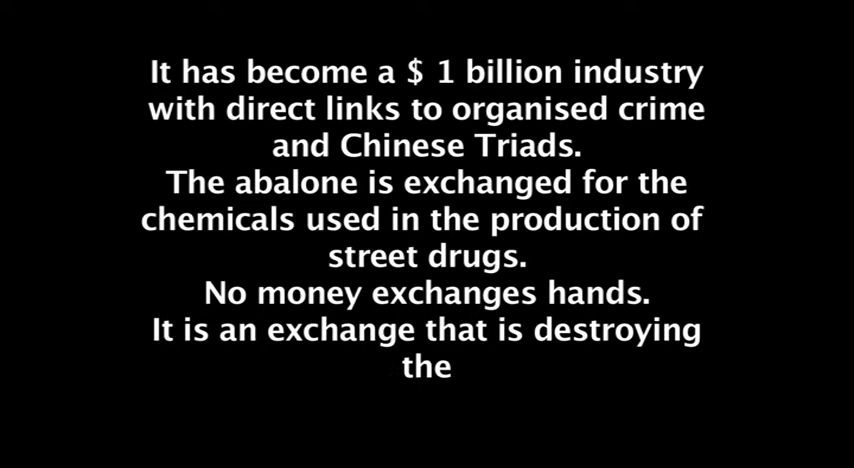 It has become a $ 1 billion industry
with direct links to organised crime
and Chinese Triads.
The abalone is exchanged for the
chemicals used in the production of
street drugs.
No money exchanges hands.
It is an exchange that is destroying
the